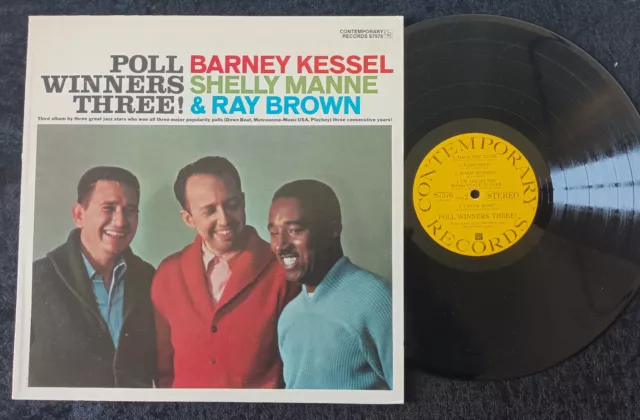 CONTEMPORARY
RECORDS S7576
POLL BARNEY KESSEL
WINNERS SHELLY MANNE
THREE! & RAY BROWN
Third album by three great jazz stars who won all three major popularity polls (Down Beat, Metronome-Music USA, Playboy) three consecutive years!
CONTEMPORARY
STEREO
POLL WINNERS THREE!
RECORDS